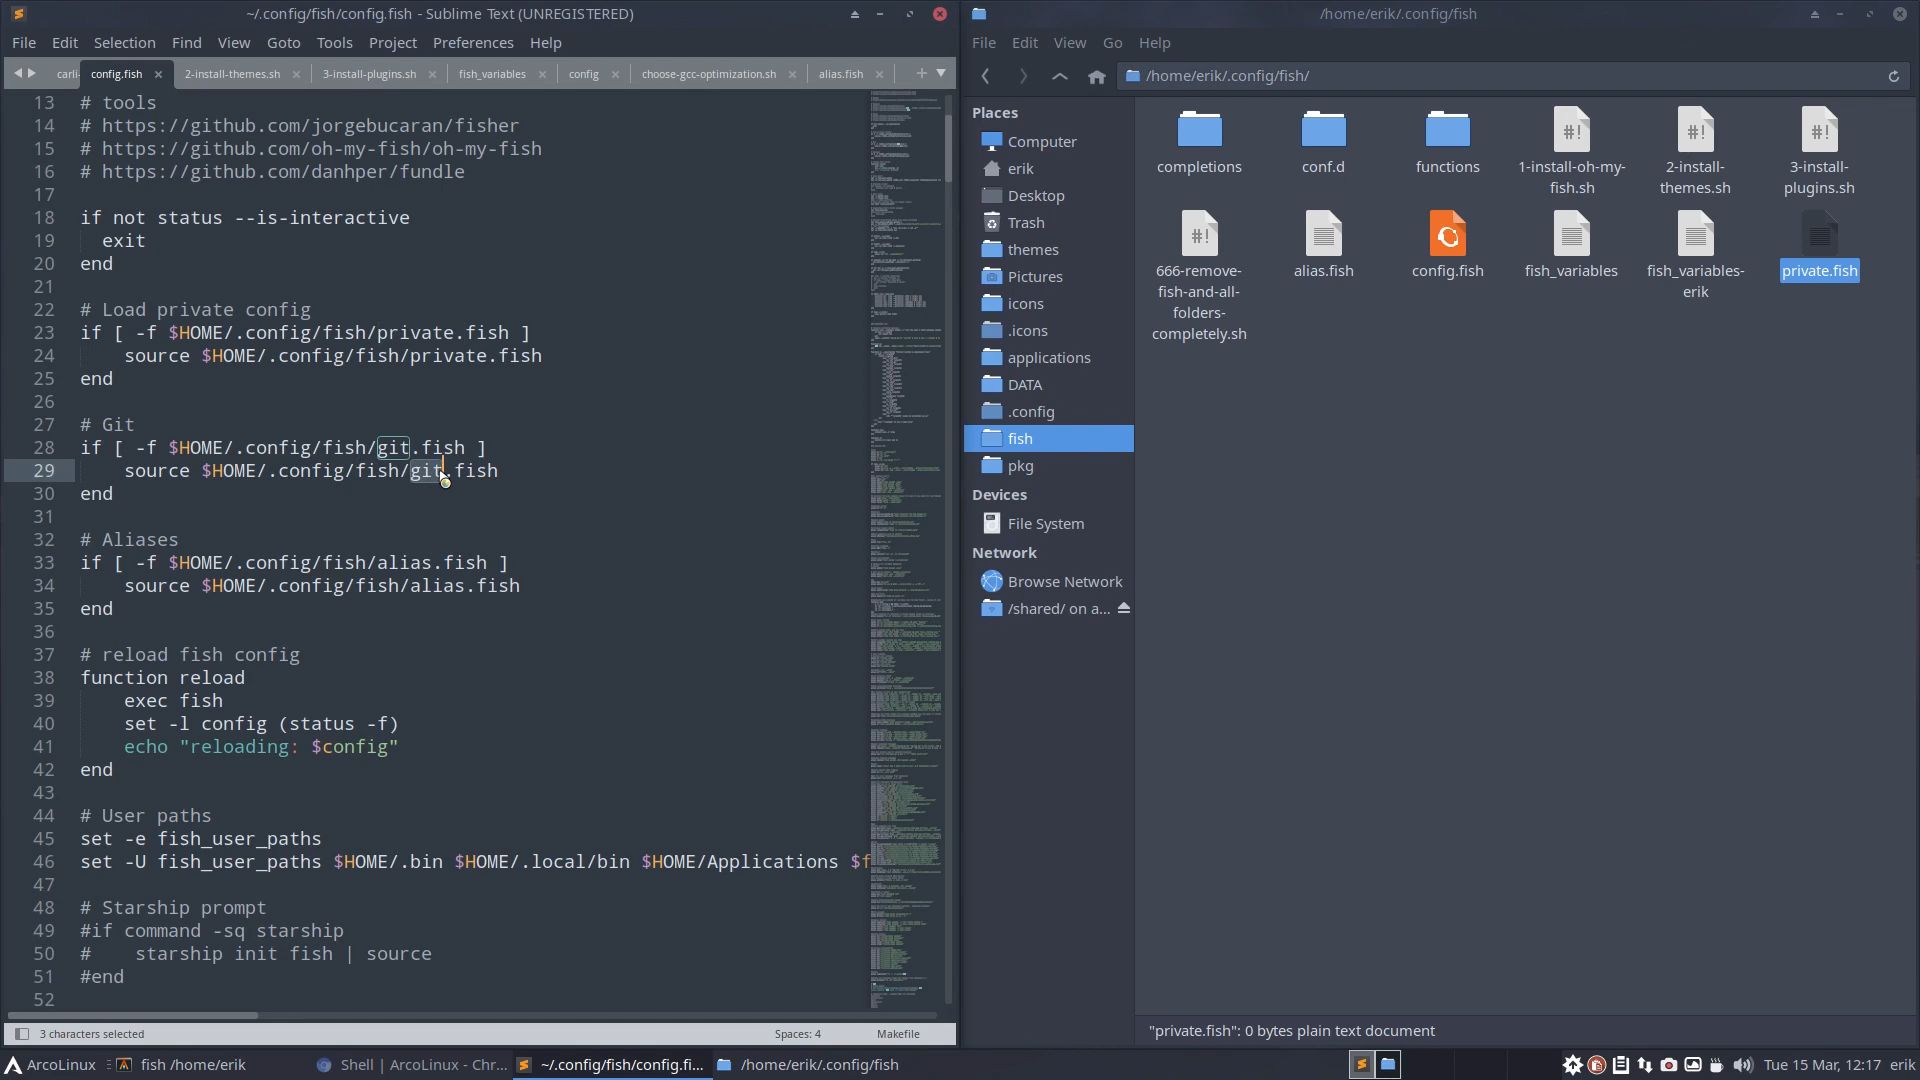 ~/.config/fish/config.fish - Sublime Text (UNREGISTERED)
File Edit Selection Find View Goto Tools Project Preferences Help
carli- config.fish 2-install-themes.sh 3-install-plugins.sh fish_variables config choose-gcc-optimization.sh alias.fish
13 # tools
14 # https://github.com/jorgebucaran/fisher
15 # https://github.com/oh-my-fish/oh-my-fish
16 # https://github.com/danhper/fundle
17
18 if not status --is-interactive
19 exit
20 end
21
22 # Load private config
23 if [ -f $HOME/.config/fish/private.fish ]
24 source $HOME/.config/fish/private.fish
25 end
26
27 # Git
28 if [ -f $HOME/.config/fish/git.fish ]
29 source $HOME/.config/fish/git.fish
30 end
31
32 # Aliases
33 if [ -f $HOME/.config/fish/alias.fish ]
34 source $HOME/.config/fish/alias.fish
35 end
36
37 # reload fish config
38 function reload
39 exec fish
40 set -l config (status -f)
41 echo "reloading: $config"
42 end
43
44 # User paths
45 set -e fish_user_paths
46 set -U fish_user_paths $HOME/.bin $HOME/.local/bin $HOME/Applications $f
47
48 # Starship prompt
49 #if command -sq starship
50 # starship init fish | source
51 #end
52
3 characters selected Spaces: 4 Makefile
/home/erik/.config/fish
File Edit View Go Help
/home/erik/.config/fish/
Places
Computer
erik
Desktop
Trash
themes
Pictures
icons
.icons
applications
DATA
.config
fish
pkg
Devices
File System
Network
Browse Network
/shared/ on a...
completions
conf.d
functions
1-install-oh-my-
fish.sh
2-install-
themes.sh
3-install-
plugins.sh
666-remove-
fish-and-all-
folders-
completely.sh
alias.fish
config.fish
fish_variables
fish_variables-
erik
private.fish
"private.fish": 0 bytes plain text document
ArcoLinux fish /home/erik Shell | ArcoLinux - Chr... ~/.config/fish/config.fi... /home/erik/.config/fish Tue 15 Mar, 12:17 erik